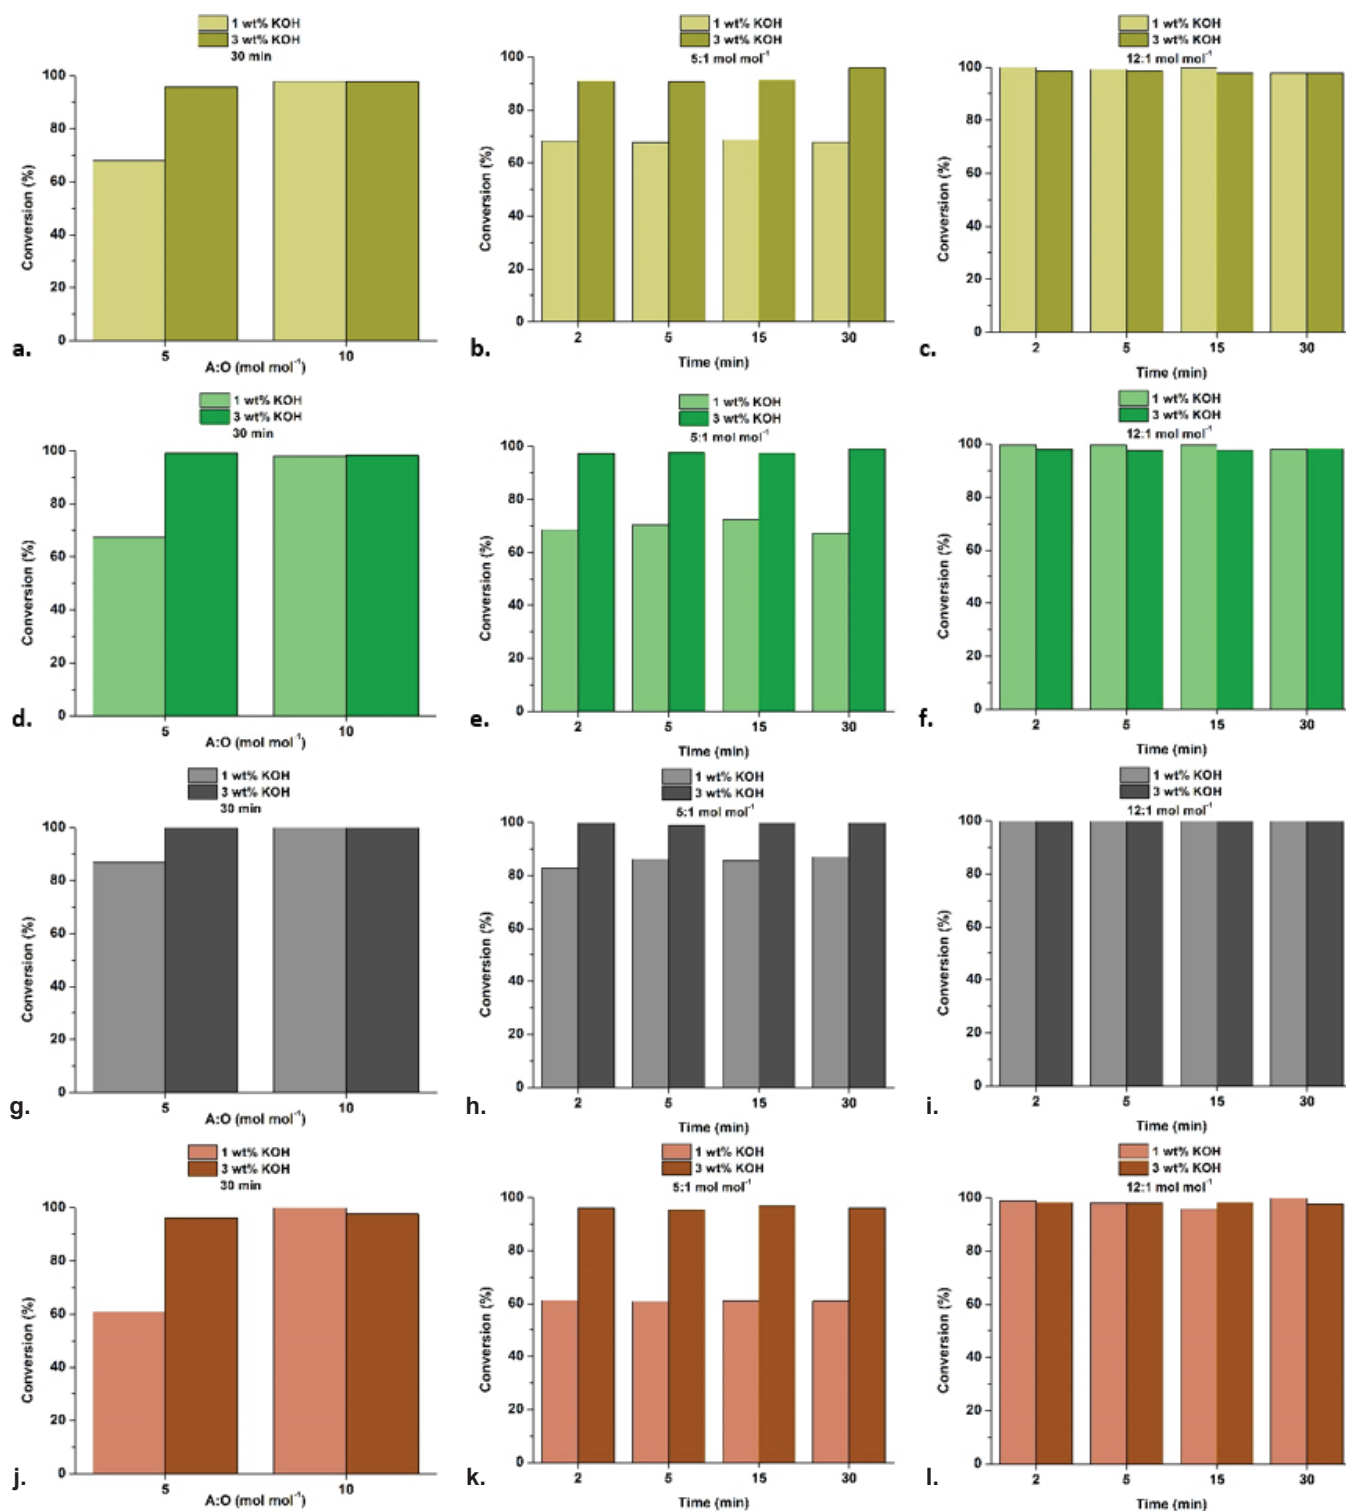 1 wt% KOH
3 wt% KOH
30 min
100
80
60
40
20
0
Conversion (%)
5
10
A:O (mol mol⁻¹)
a.
1 wt% KOH
3 wt% KOH
5:1 mol mol⁻¹
100
80
60
40
20
0
Conversion (%)
2
5
15
30
Time (min)
b.
1 wt% KOH
3 wt% KOH
12:1 mol mol⁻¹
100
80
60
40
20
0
Conversion (%)
2
5
15
30
Time (min)
c.
1 wt% KOH
3 wt% KOH
30 min
100
80
60
40
20
0
Conversion (%)
5
10
A:O (mol mol⁻¹)
d.
1 wt% KOH
3 wt% KOH
5:1 mol mol⁻¹
100
80
60
40
20
0
Conversion (%)
2
5
15
30
Time (min)
e.
1 wt% KOH
3 wt% KOH
12:1 mol mol⁻¹
100
80
60
40
20
0
Conversion (%)
2
5
15
30
Time (min)
f.
1 wt% KOH
3 wt% KOH
30 min
100
80
60
40
20
0
Conversion (%)
5
10
A:O (mol mol⁻¹)
g.
1 wt% KOH
3 wt% KOH
5:1 mol mol⁻¹
100
80
60
40
20
0
Conversion (%)
2
5
15
30
Time (min)
h.
1 wt% KOH
3 wt% KOH
12:1 mol mol⁻¹
100
80
60
40
20
0
Conversion (%)
2
5
15
30
Time (min)
i.
1 wt% KOH
3 wt% KOH
30 min
100
80
60
40
20
0
Conversion (%)
5
10
A:O (mol mol⁻¹)
j.
1 wt% KOH
3 wt% KOH
5:1 mol mol⁻¹
100
80
60
40
20
0
Conversion (%)
2
5
15
30
Time (min)
k.
1 wt% KOH
3 wt% KOH
12:1 mol mol⁻¹
100
80
60
40
20
0
Conversion (%)
2
5
15
30
Time (min)
l.